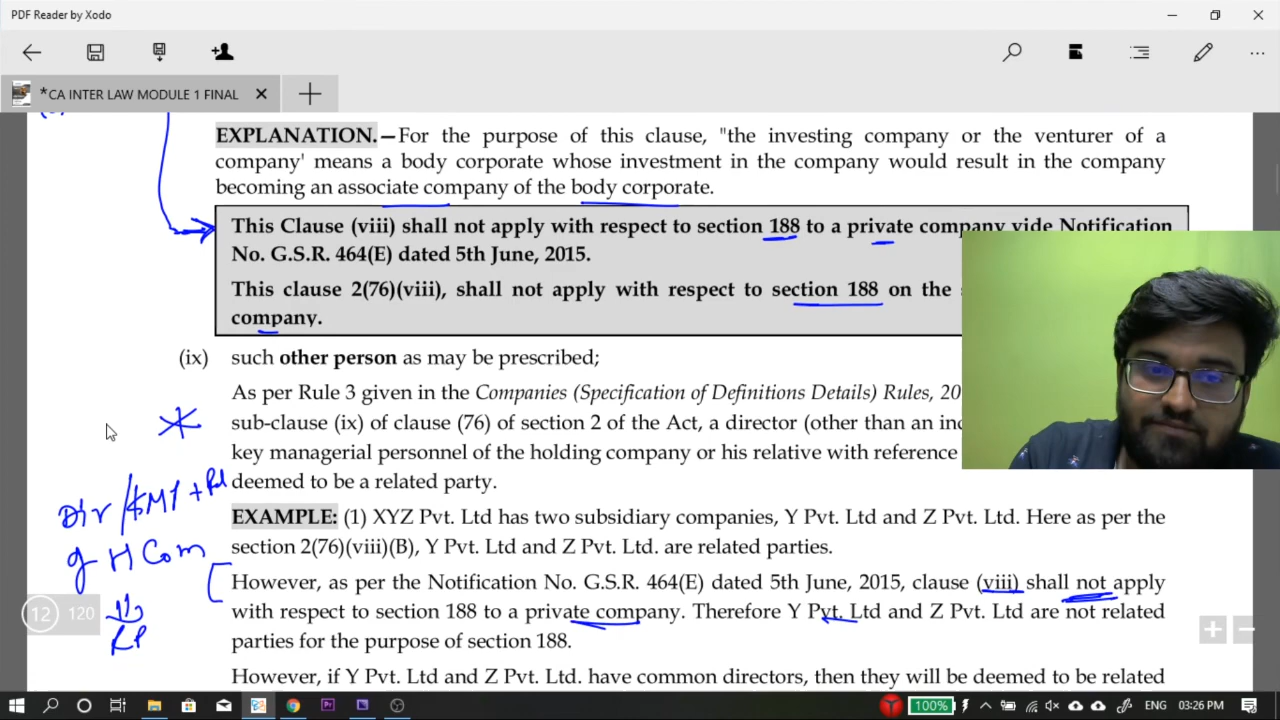 PDF Reader by Xodo
*CA INTER LAW MODULE 1 FINAL
EXPLANATION.—For the purpose of this clause, "the investing company or the venturer of a
company' means a body corporate whose investment in the company would result in the company
becoming an associate company of the body corporate.
This Clause (viii) shall not apply with respect to section 188 to a private company vide Notification
No. G.S.R. 464(E) dated 5th June, 2015.
This clause 2(76)(viii), shall not apply with respect to section 188 on the
company.
(ix) such other person as may be prescribed;
As per Rule 3 given in the Companies (Specification of Definitions Details) Rules, 20
sub-clause (ix) of clause (76) of section 2 of the Act, a director (other than an
key managerial personnel of the holding company or his relative with reference
deemed to be a related party.
Dir/KMP + Rel
EXAMPLE: (1) XYZ Pvt. Ltd has two subsidiary companies, Y Pvt. Ltd and Z Pvt. Ltd. Here as per the
section 2(76)(viii)(B), Y Pvt. Ltd and Z Pvt. Ltd. are related parties.
H Com
However, as per the Notification No. G.S.R. 464(E) dated 5th June, 2015, clause (viii) shall not apply
with respect to section 188 to a private company. Therefore Y Pvt. Ltd and Z Pvt. Ltd are not related
parties for the purpose of section 188.
RP
12 120
However, if Y Pvt. Ltd and Z Pvt. Ltd. have common directors, then they will be deemed to be related
100% ENG 03:26 PM